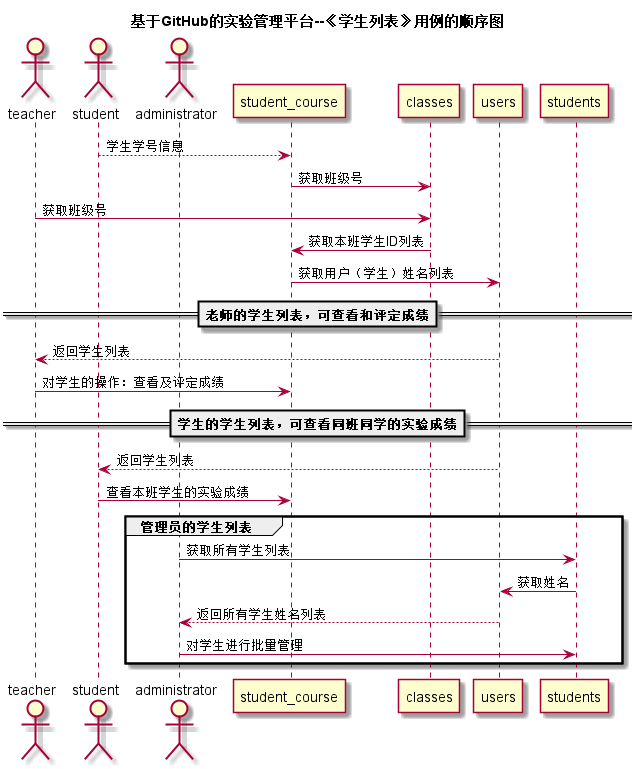 基于GitHub的实验管理平台--《学生列表》用例的顺序图
teacher student administrator student_course classes users students
学生学号信息
获取班级号
获取班级号
获取本班学生ID列表
获取用户（学生）姓名列表
老师的学生列表，可查看和评定成绩
返回学生列表
对学生的操作：查看及评定成绩
学生的学生列表，可查看同班同学的实验成绩
返回学生列表
查看本班学生的实验成绩
管理员的学生列表
获取所有学生列表
获取姓名
返回所有学生姓名列表
对学生进行批量管理
teacher student administrator student_course classes users students